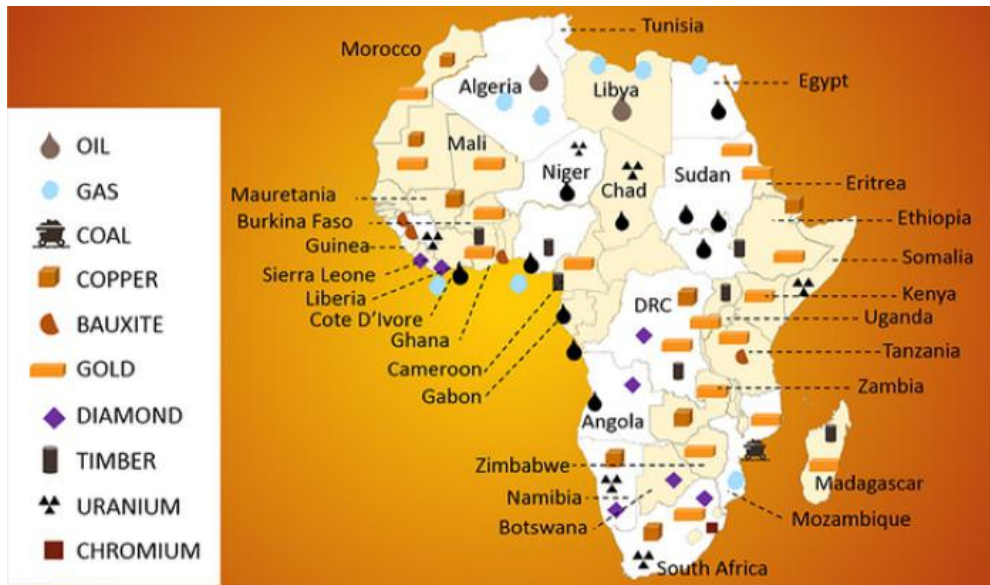 Tunisia
Morocco
Algeria
Libya
Egypt
OIL
GAS
COAL
COPPER
BAUXITE
GOLD
DIAMOND
TIMBER
URANIUM
CHROMIUM
Mali
Niger
Chad
Sudan
Eritrea
Mauretania
Burkina Faso
Ethiopia
Guinea
Somalia
Sierra Leone
Liberia
Kenya
Cote D'Ivore
DRC
Uganda
Ghana
Tanzania
Cameroon
Zambia
Gabon
Angola
Zimbabwe
Madagascar
Namibia
Mozambique
Botswana
South Africa